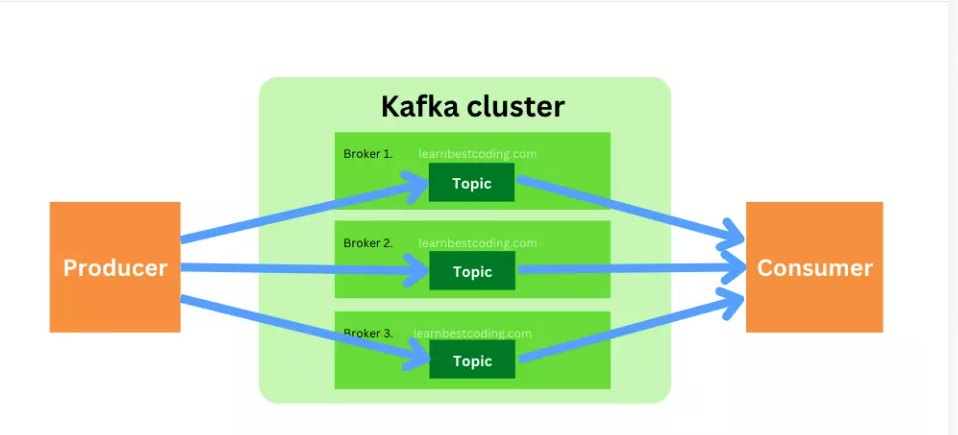 Kafka cluster
Broker 1. learnbestcoding.com
Topic
Broker 2. learnbestcoding.com
Producer
Topic
Consumer
Broker 3. learnbestcoding.com
Topic